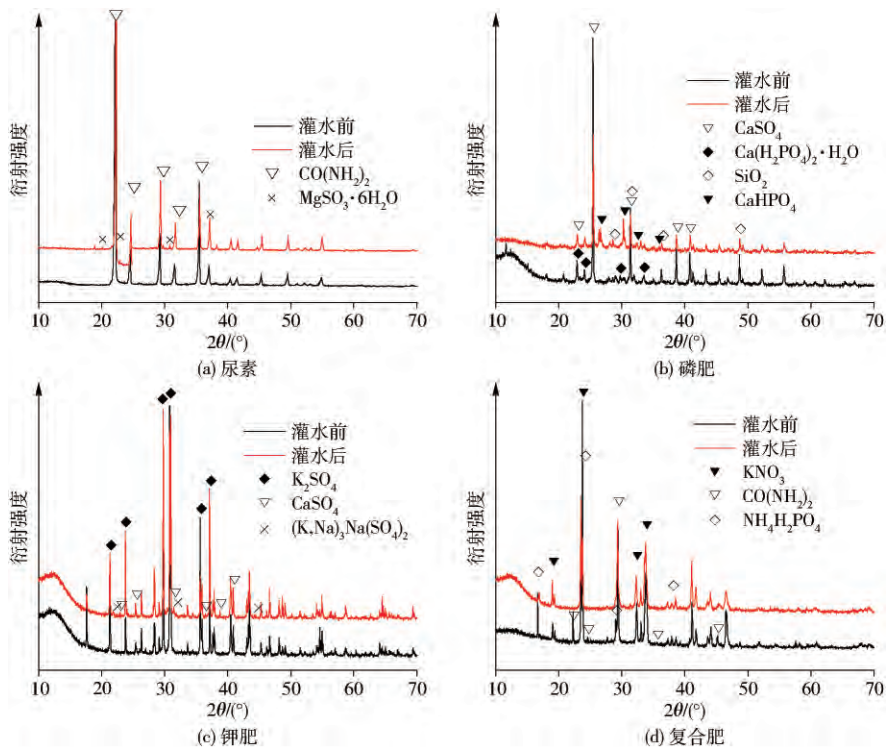 衍射强度
灌水前
灌水后
▽ CO(NH₂)₂
× MgSO₃·6H₂O
10 20 30 40 50 60 70
2θ/(°)
(a) 尿素
衍射强度
灌水前
灌水后
▽ CaSO₄
◆ Ca(H₂PO₄)₂·H₂O
◇ SiO₂
▼ CaHPO₄
10 20 30 40 50 60 70
2θ/(°)
(b) 磷肥
衍射强度
灌水前
灌水后
◆ K₂SO₄
▽ CaSO₄
× (K,Na)₃Na(SO₄)₂
10 20 30 40 50 60 70
2θ/(°)
(c) 钾肥
衍射强度
灌水前
灌水后
▼ KNO₃
▽ CO(NH₂)₂
◇ NH₄H₂PO₄
10 20 30 40 50 60 70
2θ/(°)
(d) 复合肥